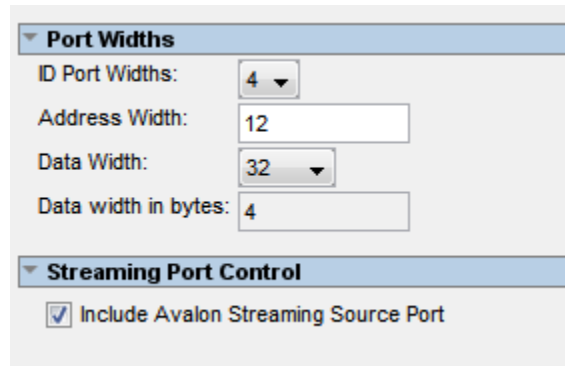 Port Widths
ID Port Widths: 4
Address Width: 12
Data Width: 32
Data width in bytes: 4
Streaming Port Control
Include Avalon Streaming Source Port